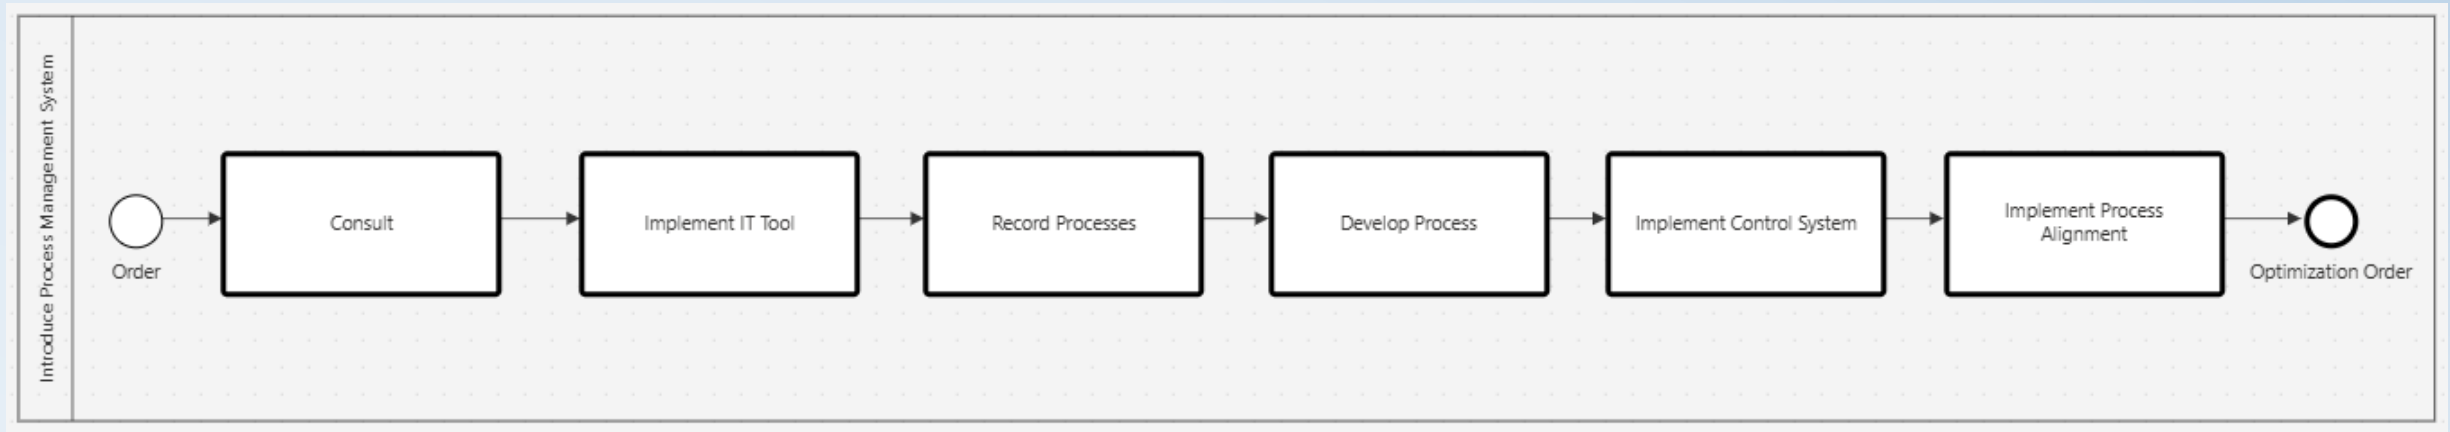 Introduce Process Management System
Order
Consult
Implement IT Tool
Record Processes
Develop Process
Implement Control System
Implement Process
Alignment
Optimization Order